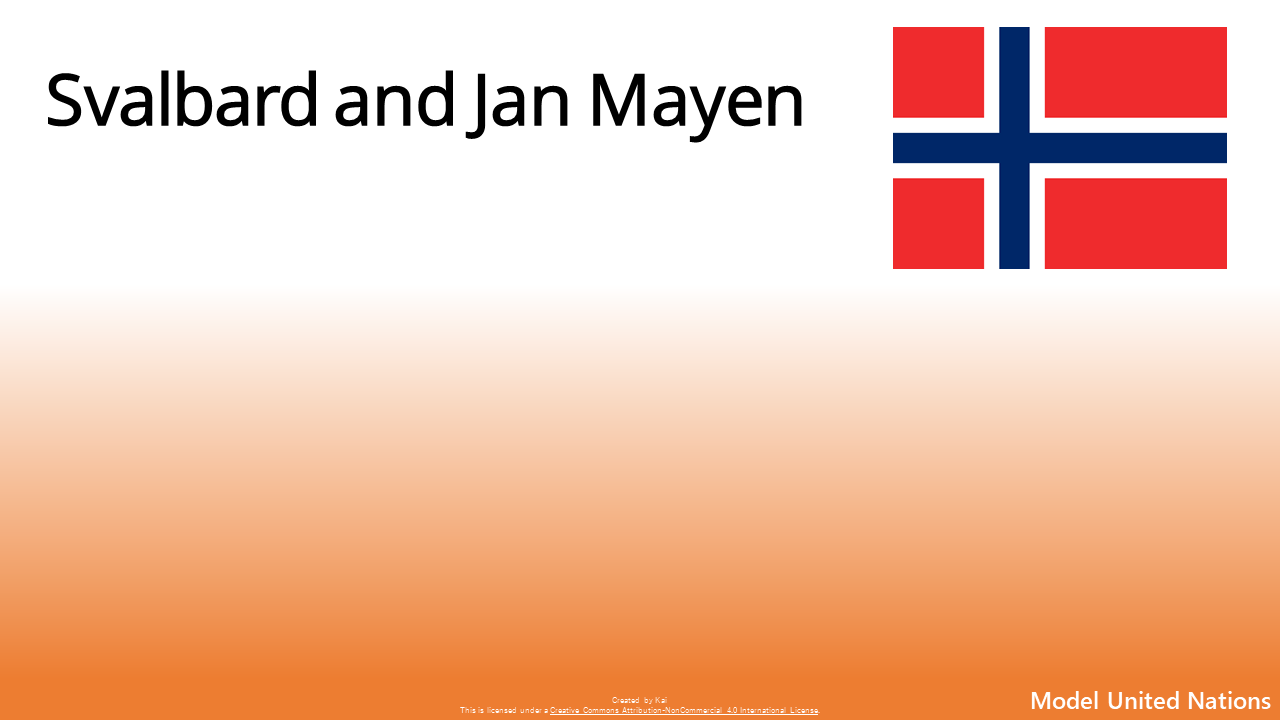 Svalbard and Jan Mayen
Created by Kai
This is licensed under a Creative Commons Attribution-NonCommercial 4.0 International License.
Model United Nations